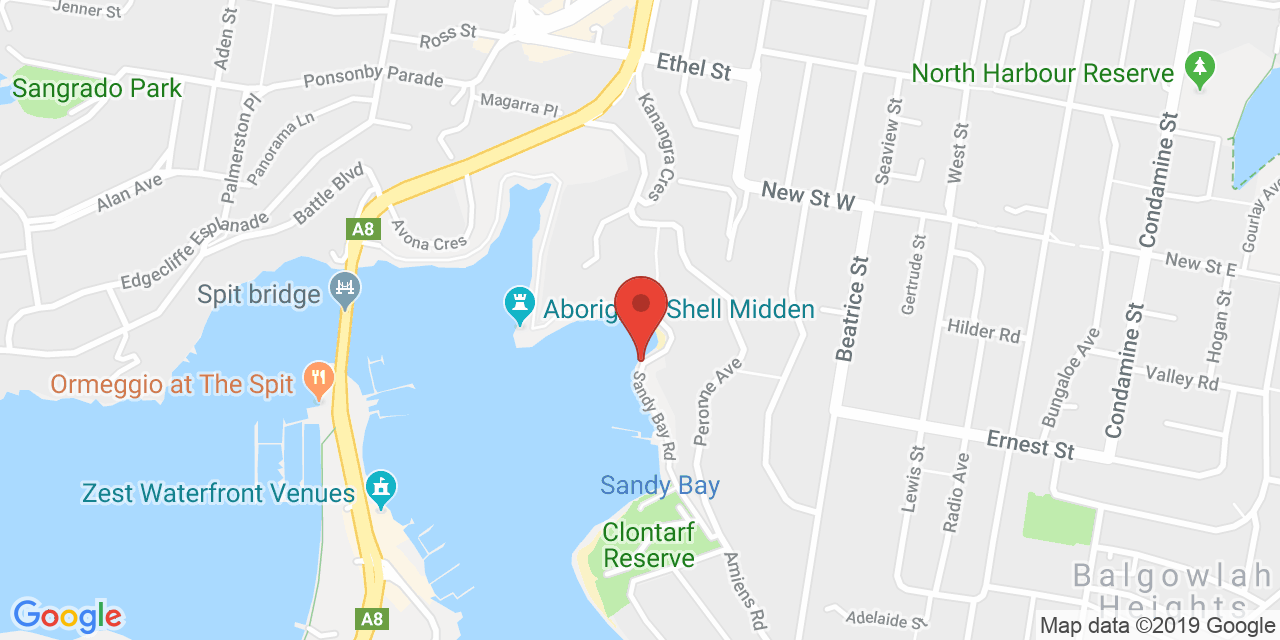 Jenner St
Aden St
Ross St
Ethel St
North Harbour Reserve
Sangrado Park
Ponsonby Parade
Magarra Pl
Kanangra Cres
Seaview St
West St
Condamine St
Palmerston Pl
Panorama Ln
Alan Ave
Battle Blvd
New St W
Gourlay Ave
Edgecliffe Esplanade
A8
Avona Cres
Gertrude St
New St E
Spit bridge
Shell Midden
Beatrice St
Hilder Rd
Hogan St
Ormeggio at The Spit
Sandy Bay Rd
Peronne Ave
Bungaloe Ave
Condamine St
Valley Rd
Ernest St
Zest Waterfront Venues
Sandy Bay
Lewis St
Radio Ave
Clontarf
Reserve
Amiens Rd
Balgowlah
Heights
Adelaide St
Google
A8
Map data ©2019 Google